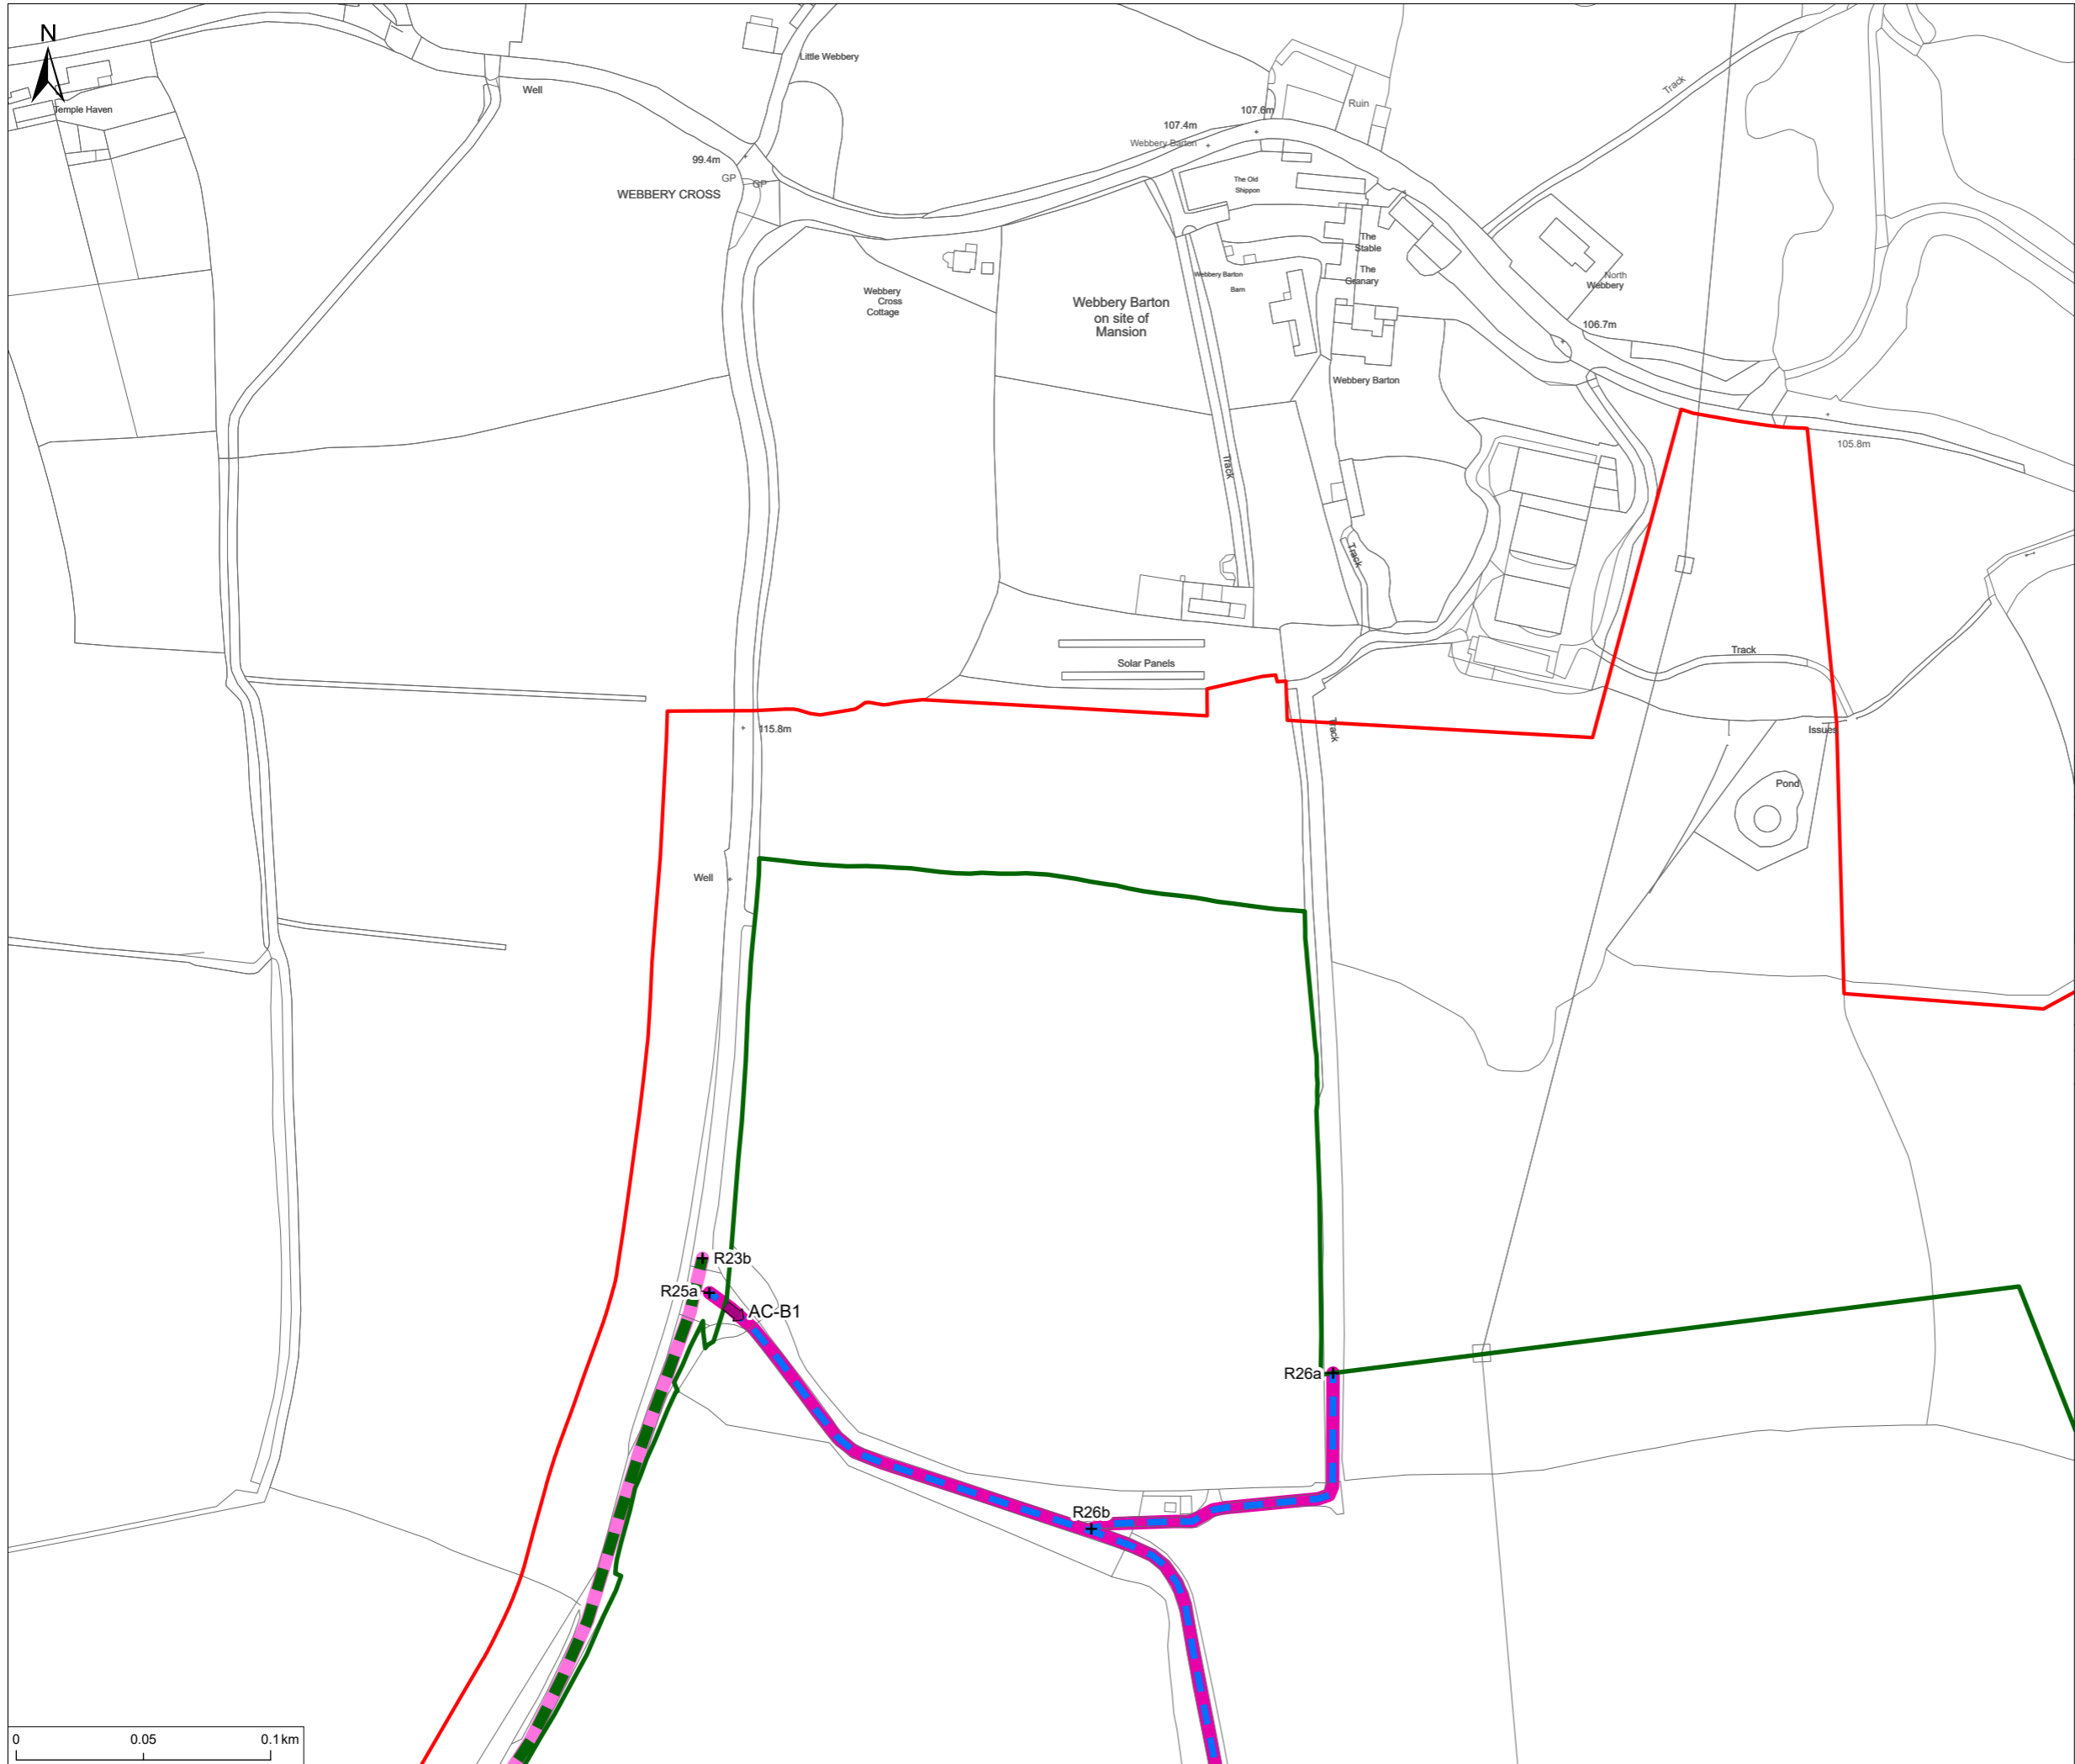 N
Little Webbery
Temple Haven
Well
Track
107.6m
Ruin
107.4m
Webbery Barton
99.4m
GP
GP
WEBBERY CROSS
The Old
Shippon
The
Stable
The
Granary
Webbery Barton
Barn
North
Webbery
Webbery
Cross
Cottage
Webbery Barton
on site of
Mansion
106.7m
Webbery Barton
105.8m
Track
Track
Track
Solar Panels
115.8m
Track
Issues
Pond
Well
R23b
R25a
AC-B1
R26a
R26b
0
0.05
0.1 km